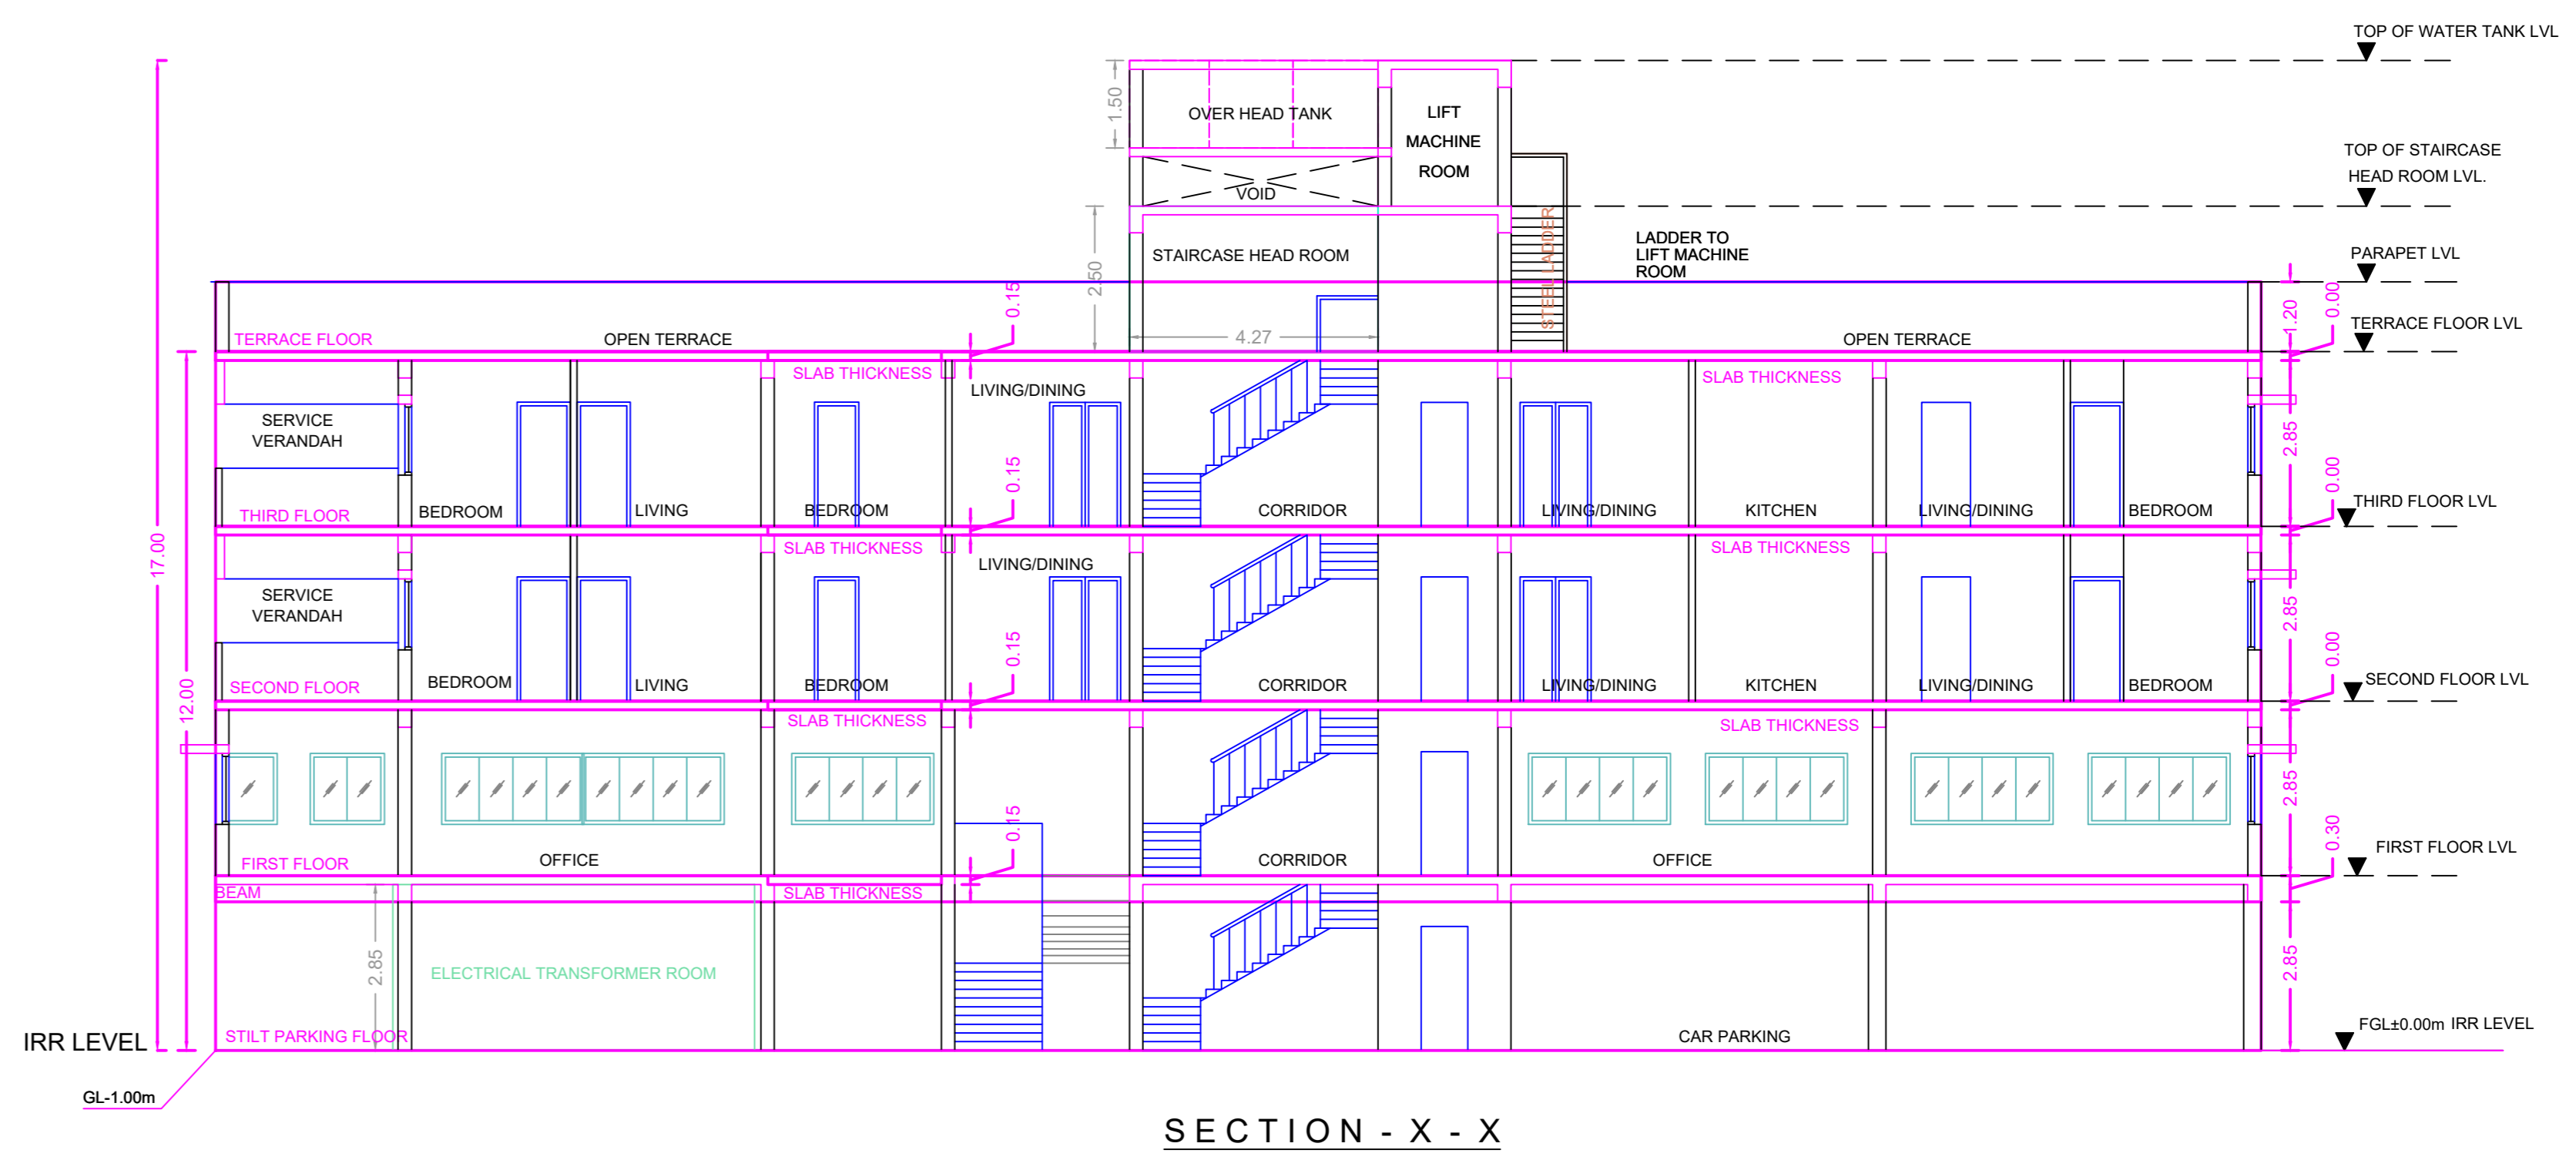 TOP OF WATER TANK LVL
1.50
OVER HEAD TANK
LIFT
MACHINE
ROOM
VOID
TOP OF STAIRCASE
HEAD ROOM LVL.
2.50
STAIRCASE HEAD ROOM
STEEL LADDER
LADDER TO
LIFT MACHINE
ROOM
PARAPET LVL
4.27
TERRACE FLOOR
OPEN TERRACE
0.15
OPEN TERRACE
1.20
0.00
TERRACE FLOOR LVL
SLAB THICKNESS
LIVING/DINING
SLAB THICKNESS
SERVICE
VERANDAH
2.85
THIRD FLOOR
BEDROOM
LIVING
BEDROOM
0.15
CORRIDOR
LIVING/DINING
KITCHEN
LIVING/DINING
BEDROOM
0.00
THIRD FLOOR LVL
17.00
SLAB THICKNESS
LIVING/DINING
SLAB THICKNESS
SERVICE
VERANDAH
2.85
12.00
SECOND FLOOR
BEDROOM
LIVING
BEDROOM
0.15
CORRIDOR
LIVING/DINING
KITCHEN
LIVING/DINING
BEDROOM
0.00
SECOND FLOOR LVL
SLAB THICKNESS
SLAB THICKNESS
2.85
FIRST FLOOR
OFFICE
0.15
CORRIDOR
OFFICE
0.30
FIRST FLOOR LVL
BEAM
SLAB THICKNESS
2.85
ELECTRICAL TRANSFORMER ROOM
2.85
IRR LEVEL
STILT PARKING FLOOR
CAR PARKING
FGL±0.00m IRR LEVEL
GL-1.00m
SECTION - X - X